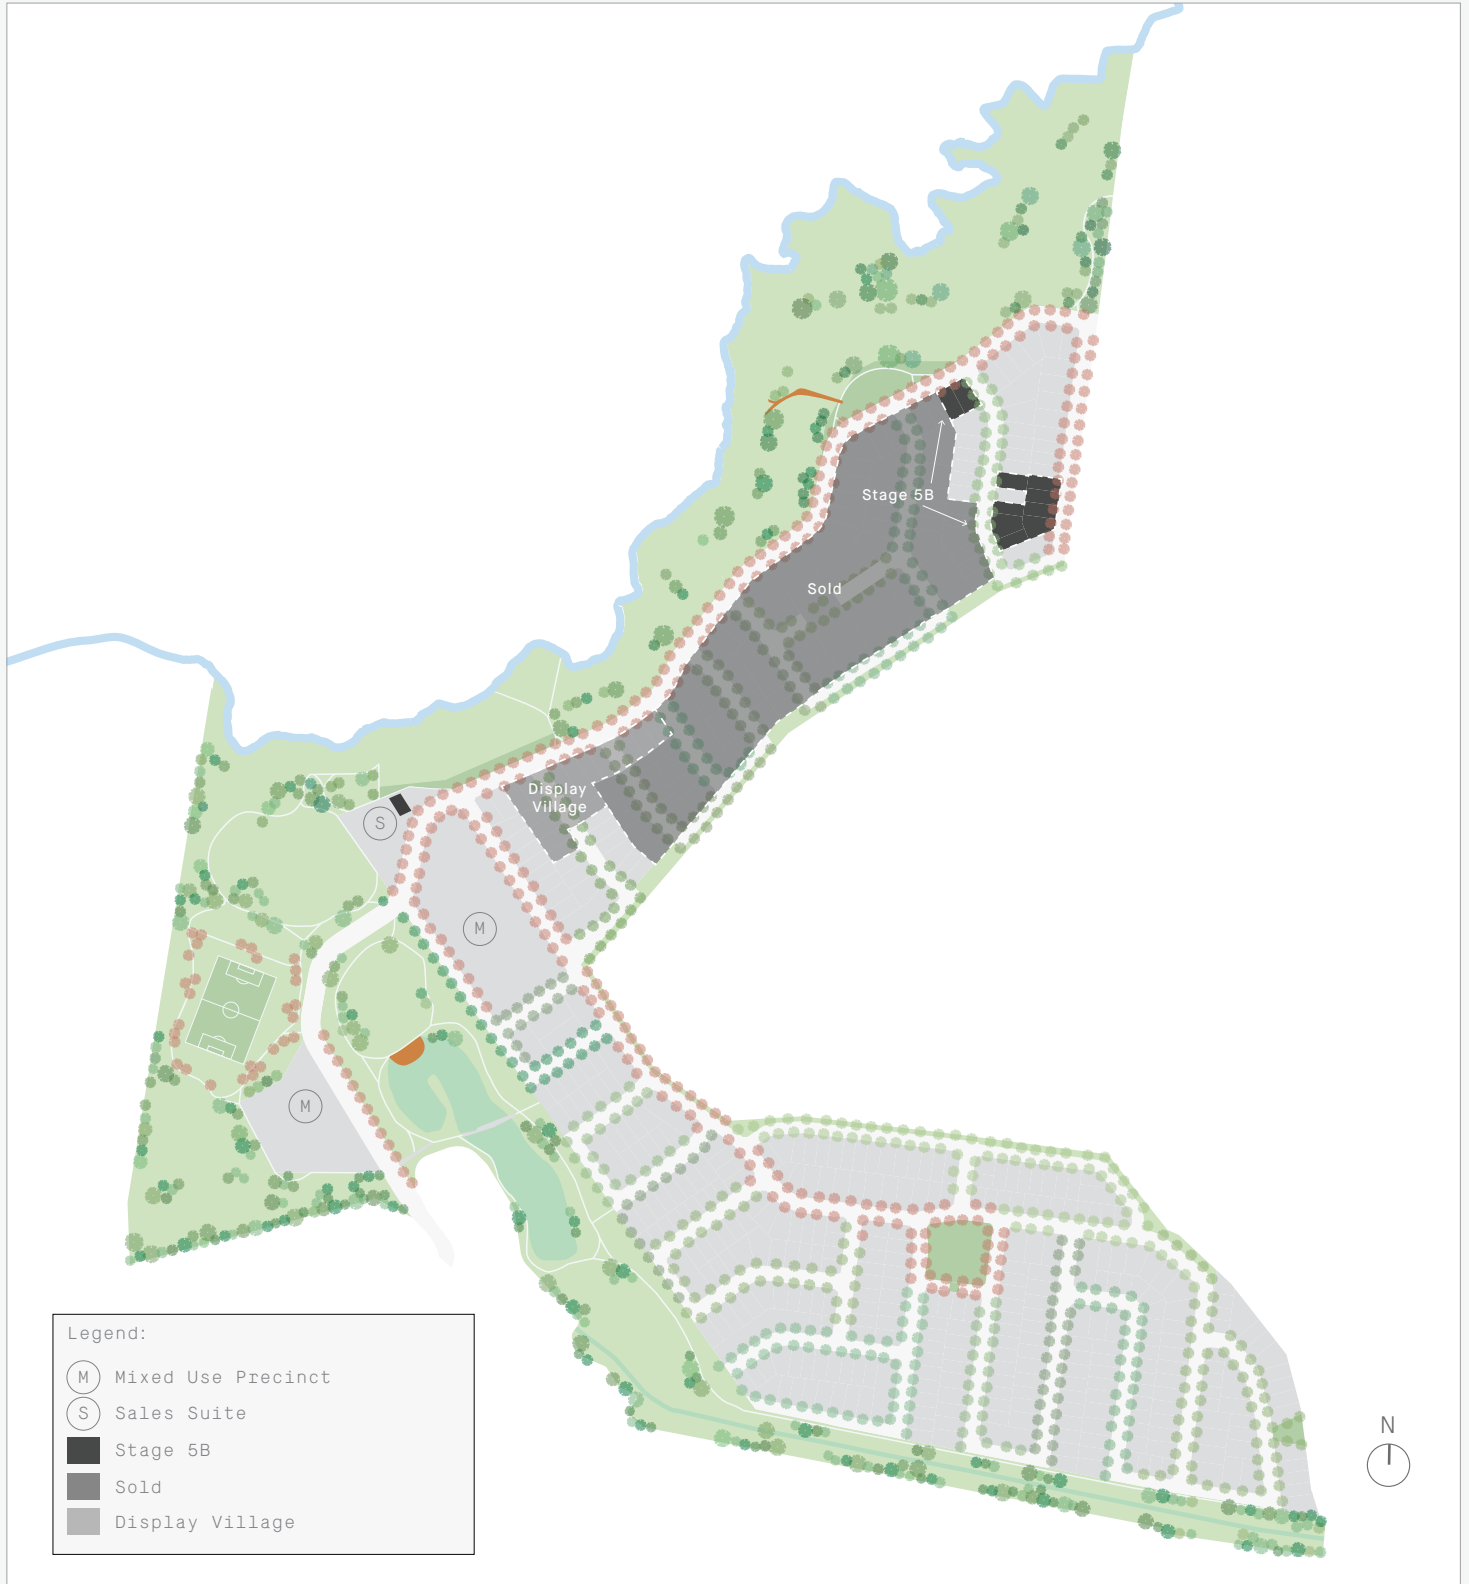 Stage 5B
Sold
Display
Village
S
M
M
Legend:
M Mixed Use Precinct
S Sales Suite
Stage 5B
Sold
Display Village
N